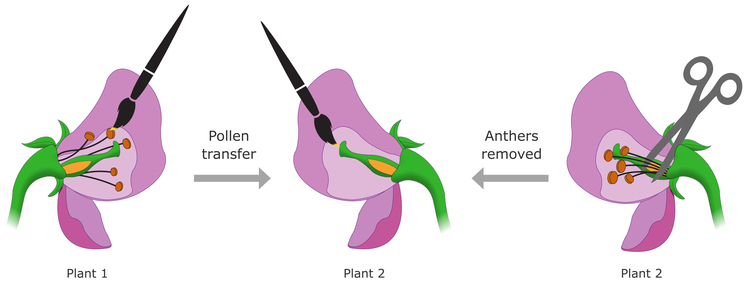 Pollen
transfer
Anthers
removed
Plant 1
Plant 2
Plant 2